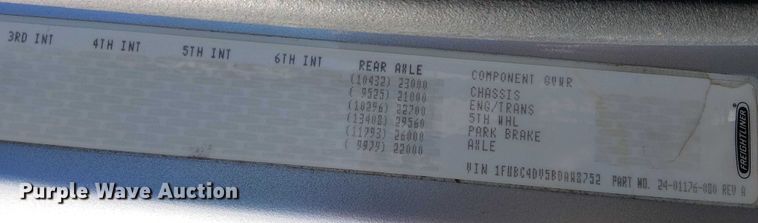 3RD INT 4TH INT 5TH INT 6TH INT REAR AXLE COMPONENT GVWR
(10432) 23000 CHASSIS
( 9525) 21000 ENG/TRANS
(10296) 22700 5TH WHL
(13408) 29560 PARK BRAKE
(11793) 26000 AXLE
( 9979) 22000
VIN PART NO. 24-01176-080 REV A
FREIGHTLINER
Purple Wave Auction